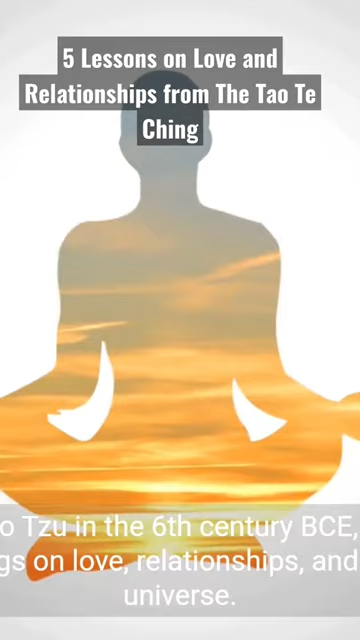 5 Lessons on Love and
Relationships from The Tao Te
Ching
o Tzu in the 6th century BCE,
gs on love, relationships, and
universe.